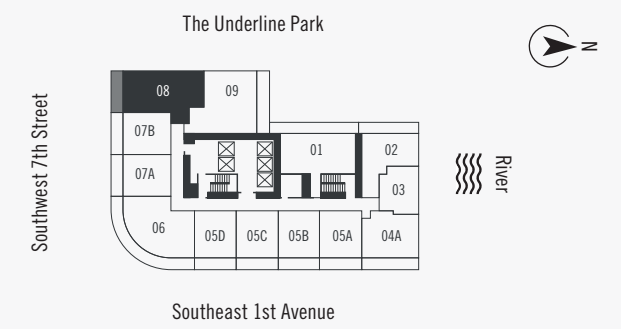 The Underline Park
N
Southwest 7th Street
08
09
07B
01
02
07A
03
06
05D
05C
05B
05A
04A
River
Southeast 1st Avenue